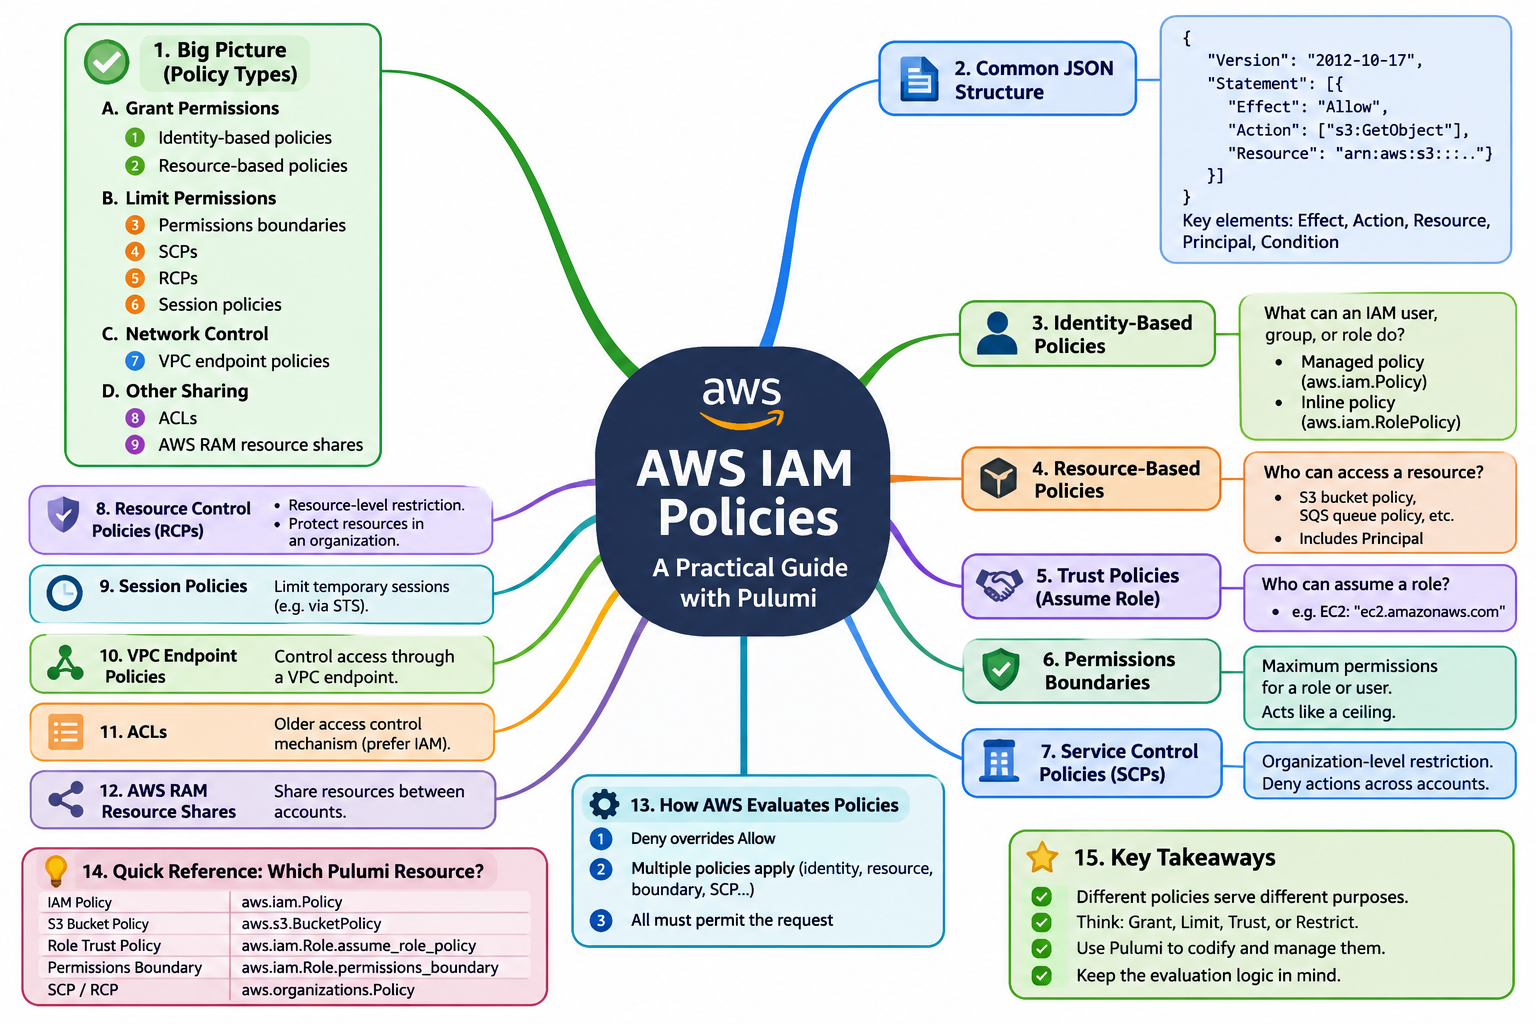 1. Big Picture
(Policy Types)
A. Grant Permissions
1 Identity-based policies
2 Resource-based policies
B. Limit Permissions
3 Permissions boundaries
4 SCPs
5 RCPs
6 Session policies
C. Network Control
7 VPC endpoint policies
D. Other Sharing
8 ACLs
9 AWS RAM resource shares
2. Common JSON
Structure
{
"Version": "2012-10-17",
"Statement": [{
"Effect": "Allow",
"Action": ["s3:GetObject"],
"Resource": "arn:aws:s3:::.."}
}]
}
Key elements: Effect, Action, Resource,
Principal, Condition
3. Identity-Based
Policies
What can an IAM user,
group, or role do?
• Managed policy
(aws.iam.Policy)
• Inline policy
(aws.iam.RolePolicy)
aws
AWS IAM
Policies
A Practical Guide
with Pulumi
4. Resource-Based
Policies
Who can access a resource?
• S3 bucket policy,
SQS queue policy, etc.
• Includes Principal
5. Trust Policies
(Assume Role)
Who can assume a role?
• e.g. EC2: "ec2.amazonaws.com"
6. Permissions
Boundaries
Maximum permissions
for a role or user.
Acts like a ceiling.
7. Service Control
Policies (SCPs)
Organization-level restriction.
Deny actions across accounts.
8. Resource Control
Policies (RCPs)
• Resource-level restriction.
• Protect resources in
an organization.
9. Session Policies
Limit temporary sessions
(e.g. via STS).
10. VPC Endpoint
Policies
Control access through
a VPC endpoint.
11. ACLs
Older access control
mechanism (prefer IAM).
12. AWS RAM
Resource Shares
Share resources between
accounts.
13. How AWS Evaluates Policies
1 Deny overrides Allow
2 Multiple policies apply (identity, resource,
boundary, SCP...)
3 All must permit the request
14. Quick Reference: Which Pulumi Resource?
IAM Policy aws.iam.Policy
S3 Bucket Policy aws.s3.BucketPolicy
Role Trust Policy aws.iam.Role.assume_role_policy
Permissions Boundary aws.iam.Role.permissions_boundary
SCP / RCP aws.organizations.Policy
15. Key Takeaways
Different policies serve different purposes.
Think: Grant, Limit, Trust, or Restrict.
Use Pulumi to codify and manage them.
Keep the evaluation logic in mind.